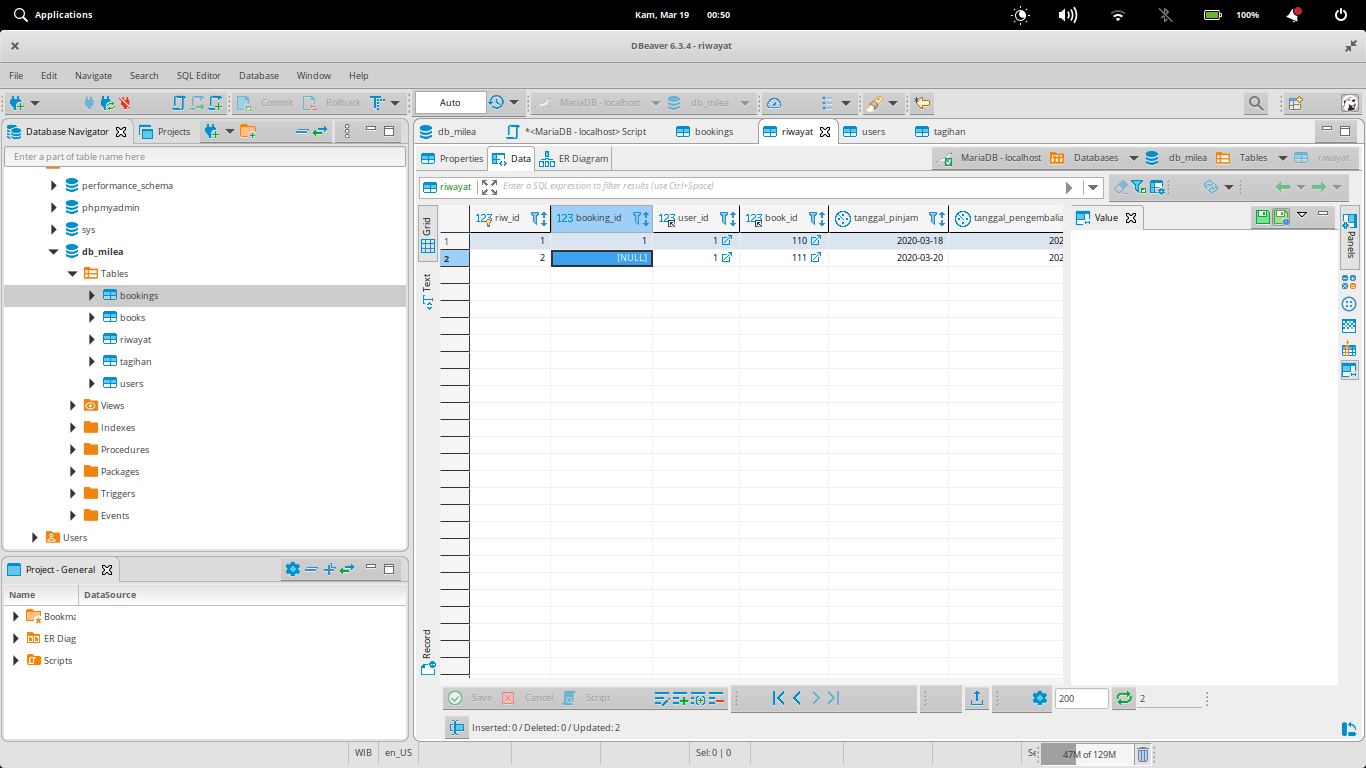 Applications Kam, Mar 19 00:50 100%
DBeaver 6.3.4 - riwayat
File Edit Navigate Search SQL Editor Database Window Help
Commit Rollback Auto MariaDB - localhost db_milea
Database Navigator Projects
Enter a part of table name here
performance_schema
phpmyadmin
sys
db_milea
Tables
bookings
books
riwayat
tagihan
users
Views
Indexes
Procedures
Packages
Triggers
Events
Users
Project - General
Name DataSource
Bookma
ER Diag
Scripts
db_milea *<MariaDB - localhost> Script bookings riwayat users tagihan
Properties Data ER Diagram MariaDB - localhost Databases db_milea Tables riwayat
riwayat Enter a SQL expression to filter results (use Ctrl+Space)
Grid
Text
Record
123 riw_id 123 booking_id 123 user_id 123 book_id tanggal_pinjam tanggal_pengembalia
1 1 1 1 110 2020-03-18 202
2 2 [NULL] 1 111 2020-03-20 202
Value
Panels
Save Cancel Script 200 2
Inserted: 0 / Deleted: 0 / Updated: 2
WIB en_US Sel: 0 | 0 Se 47M of 129M